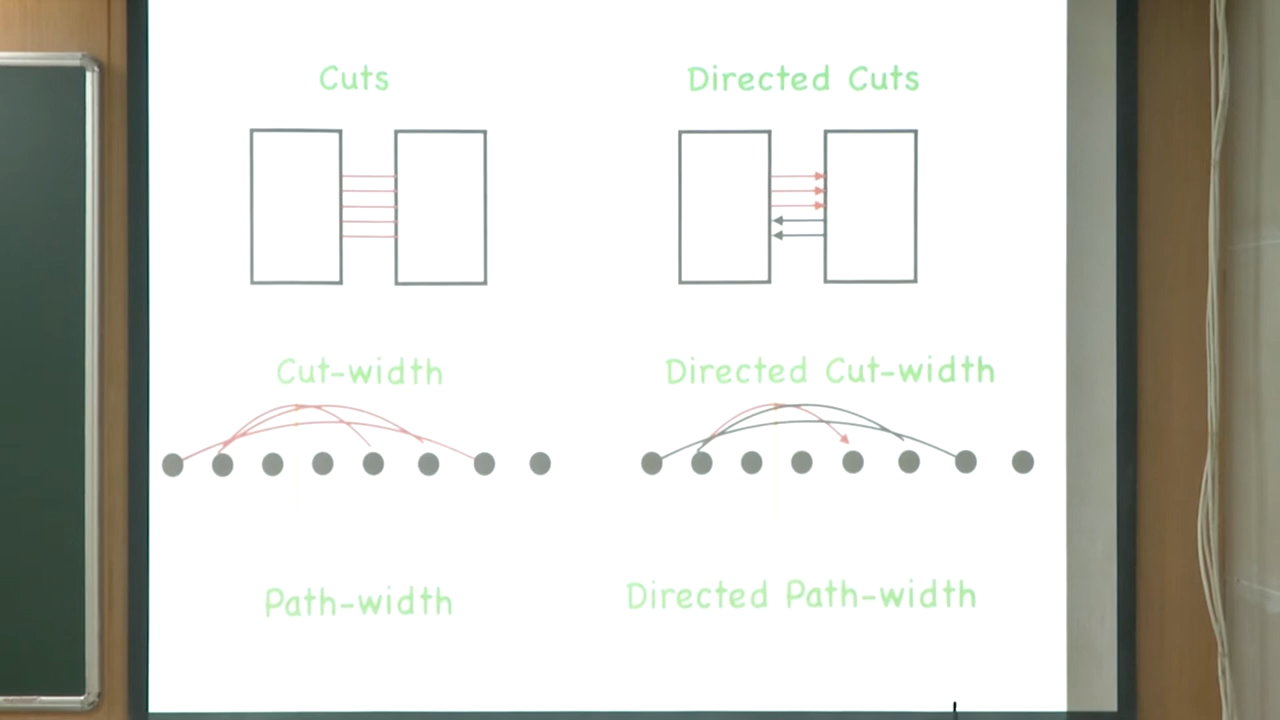 Cuts
Directed Cuts
Cut-width
Directed Cut-width
Path-width
Directed Path-width